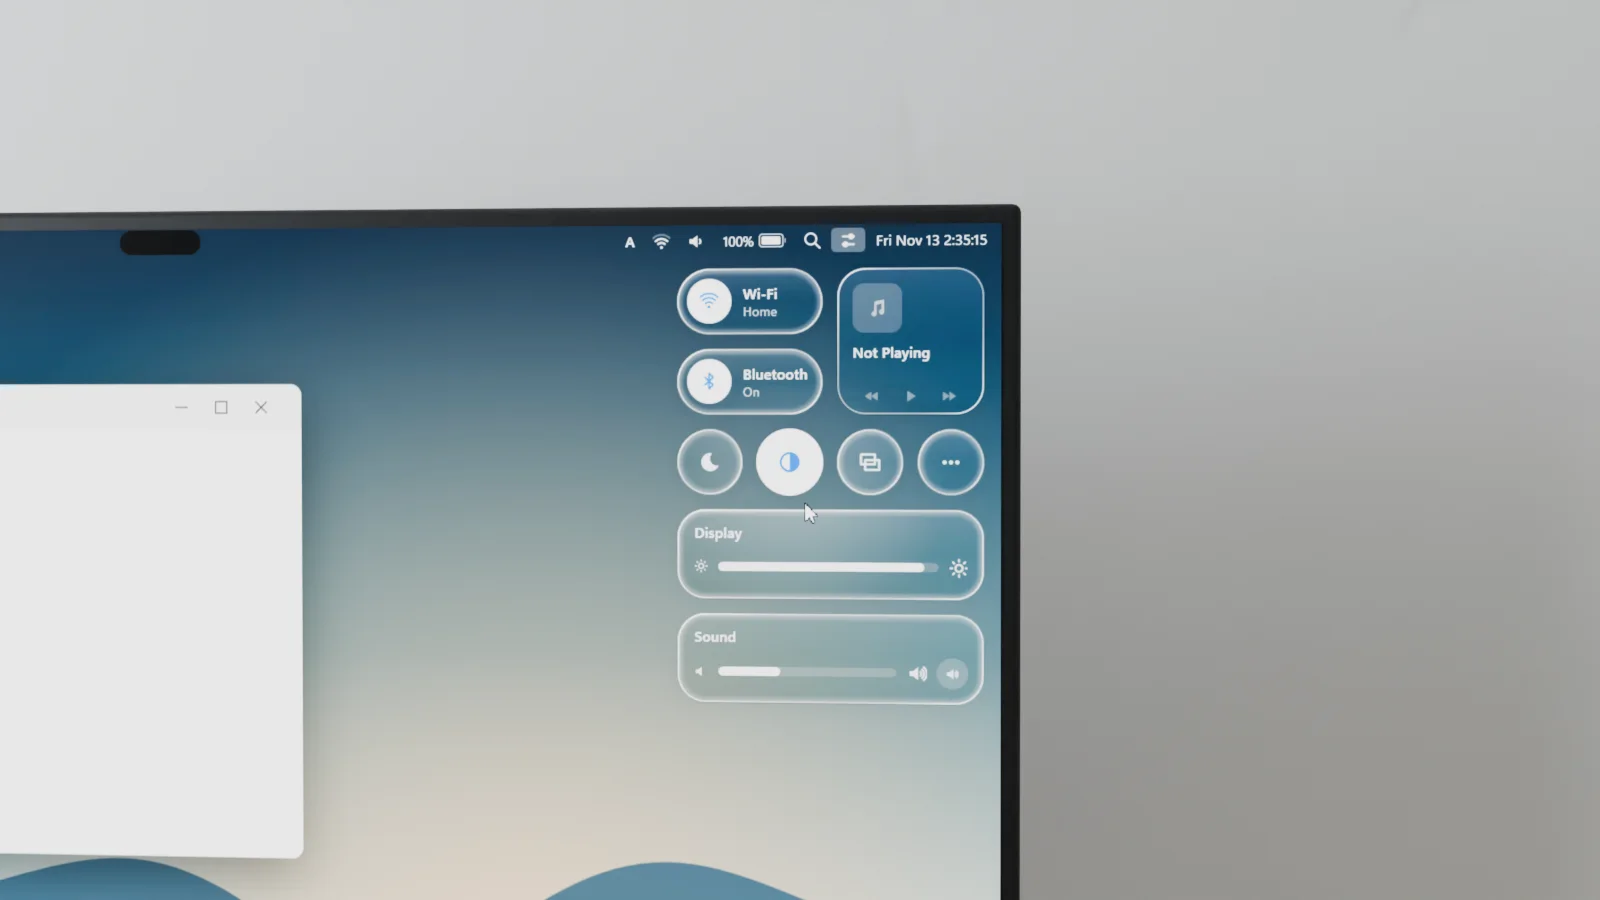 A 100% Fri Nov 13 2:35:15
Wi-Fi
Home
Not Playing
Bluetooth
On
Display
Sound